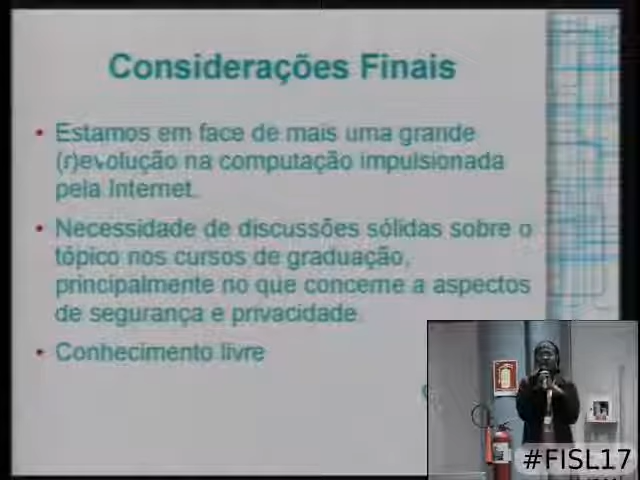 Considerações Finais
• Estamos em face de mais uma grande
(r)evolução na computação impulsionada
pela Internet.
• Necessidade de discussões sólidas sobre o
tópico nos cursos de graduação,
principalmente no que concerne a aspectos
de segurança e privacidade.
• Conhecimento livre
#FISL17